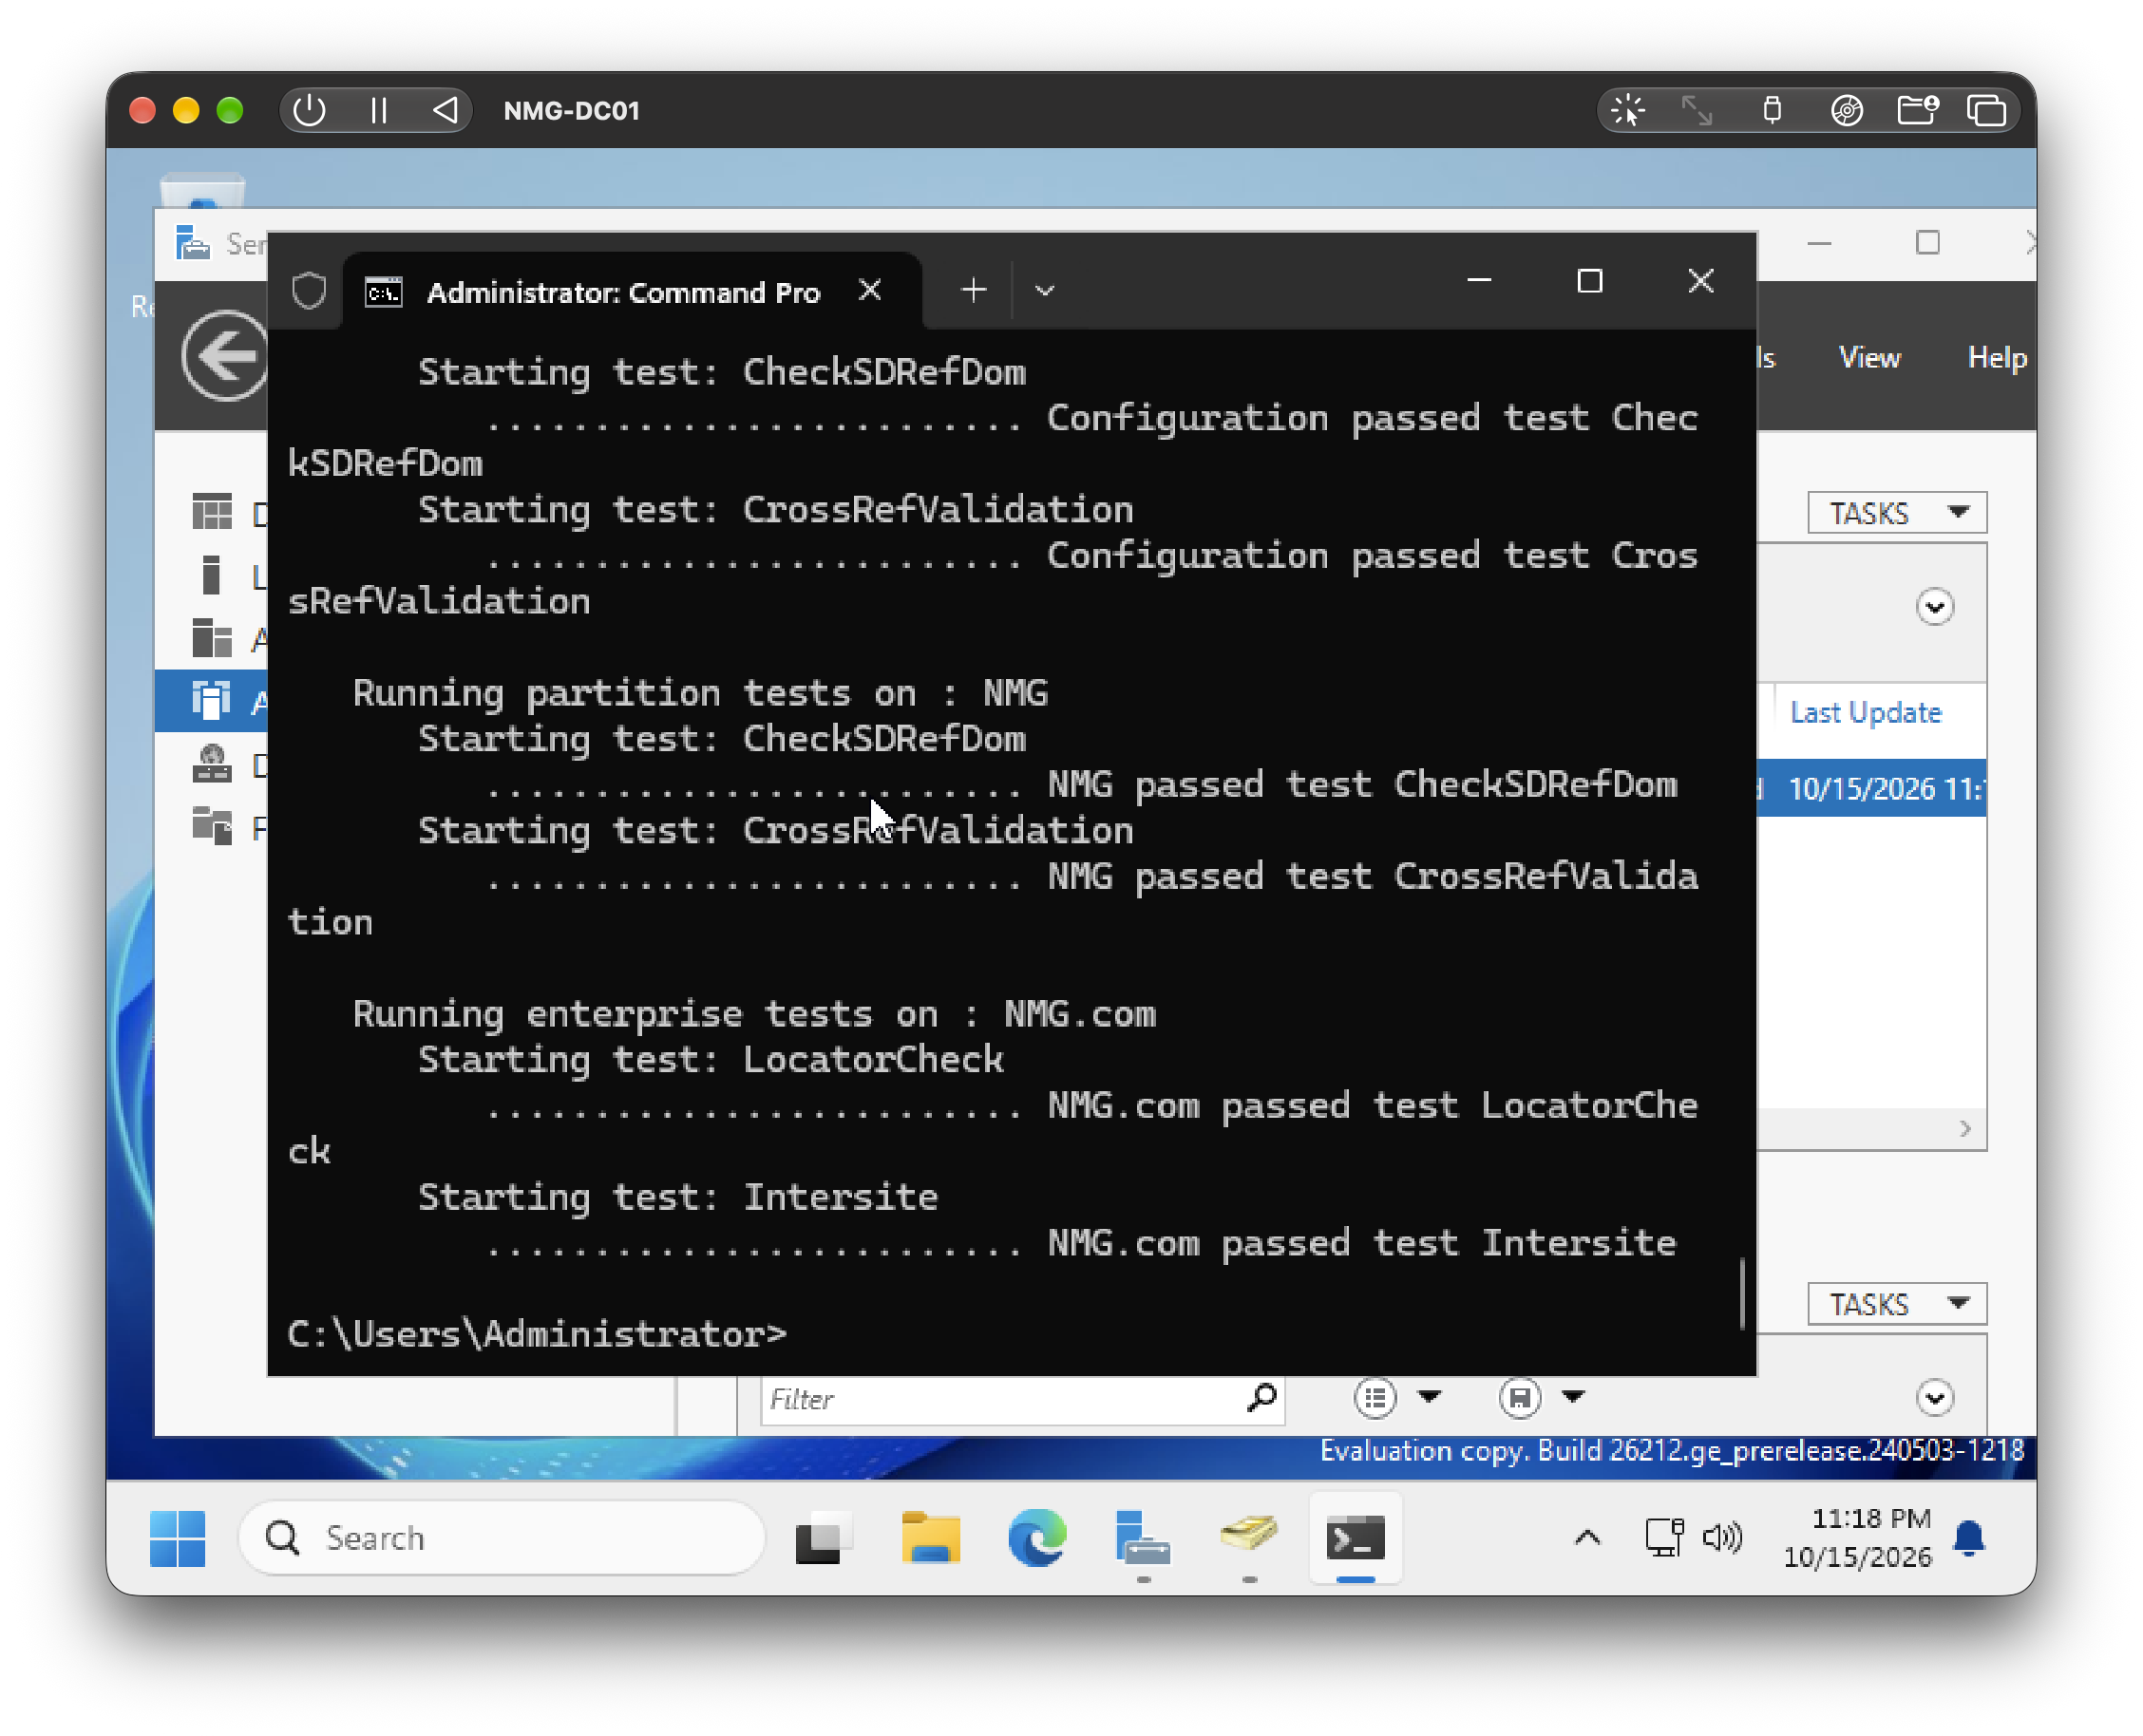 NMG-DC01
Administrator: Command Pro
View
Help
Starting test: CheckSDRefDom
......................... Configuration passed test Chec
kSDRefDom
Starting test: CrossRefValidation
......................... Configuration passed test Cros
sRefValidation
Running partition tests on : NMG
Starting test: CheckSDRefDom
......................... NMG passed test CheckSDRefDom
Starting test: CrossRefValidation
......................... NMG passed test CrossRefValida
tion
Running enterprise tests on : NMG.com
Starting test: LocatorCheck
......................... NMG.com passed test LocatorChe
ck
Starting test: Intersite
......................... NMG.com passed test Intersite
C:\Users\Administrator>
TASKS
Last Update
10/15/2026 11:
TASKS
Filter
Evaluation copy. Build 26212.ge_prerelease.240503-1218
Search
11:18 PM
10/15/2026